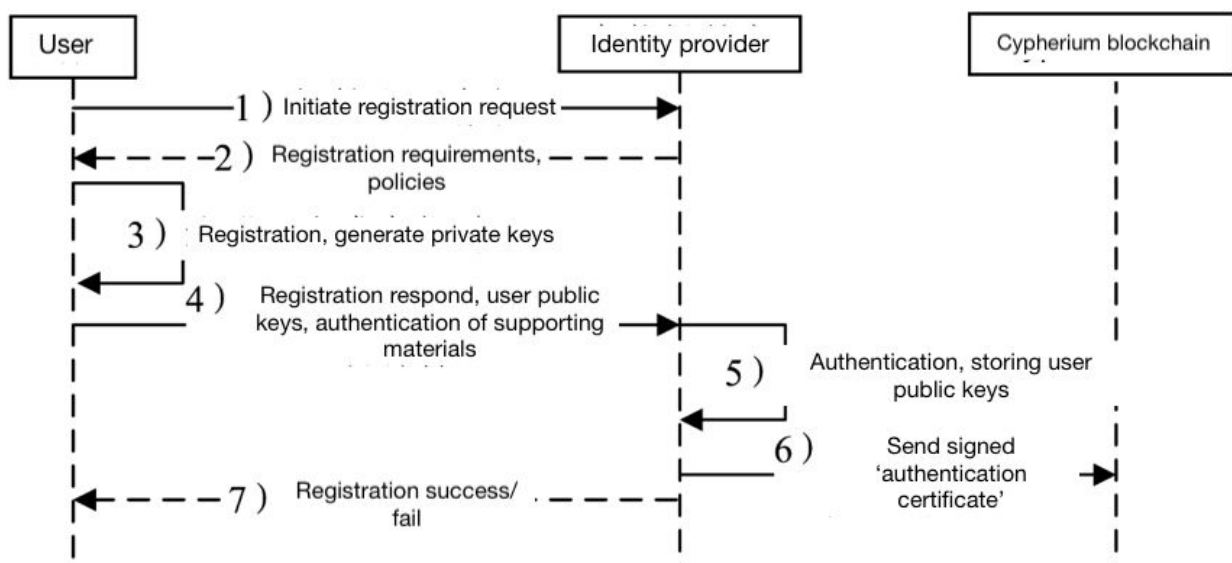 User
Identity provider
Cypherium blockchain
1 ) Initiate registration request
2 ) Registration requirements,
policies
3 ) Registration, generate private keys
4 ) Registration respond, user public
keys, authentication of supporting
materials
5 ) Authentication, storing user
public keys
6 ) Send signed
‘authentication
certificate’
7 ) Registration success/
fail